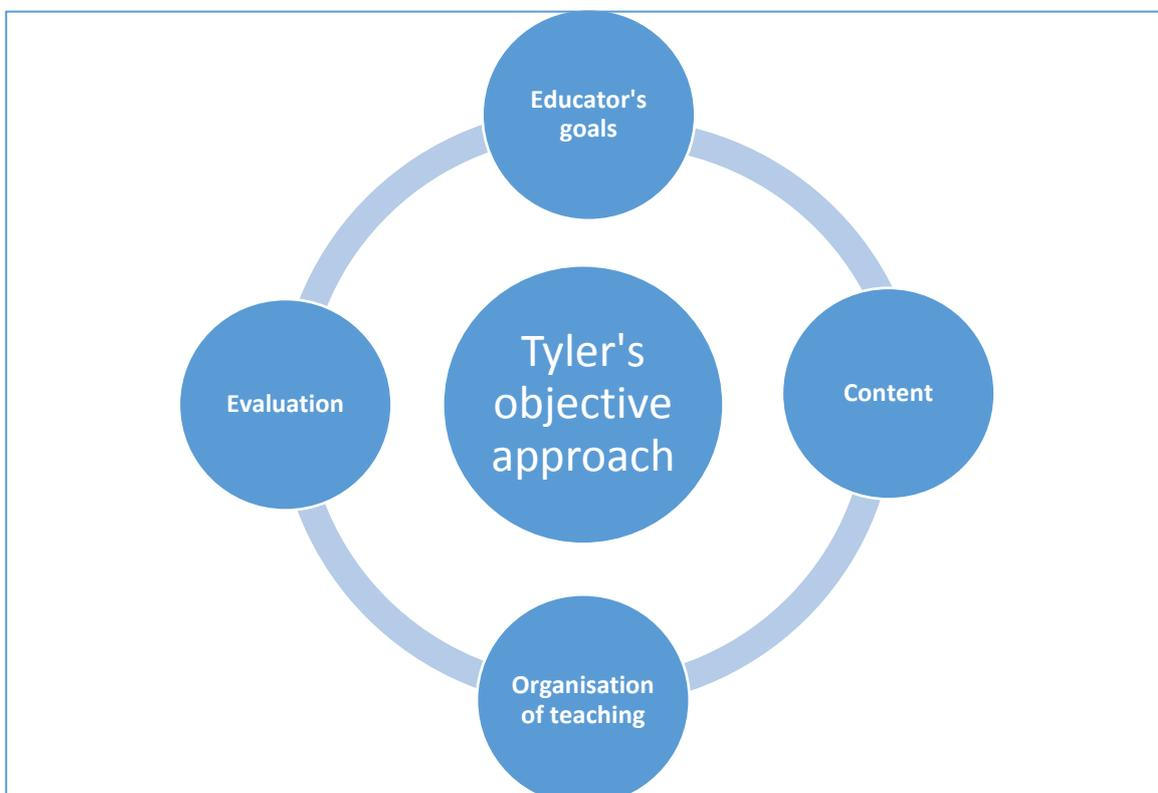 Educator's
goals
Tyler's
objective
approach
Content
Evaluation
Organisation
of teaching